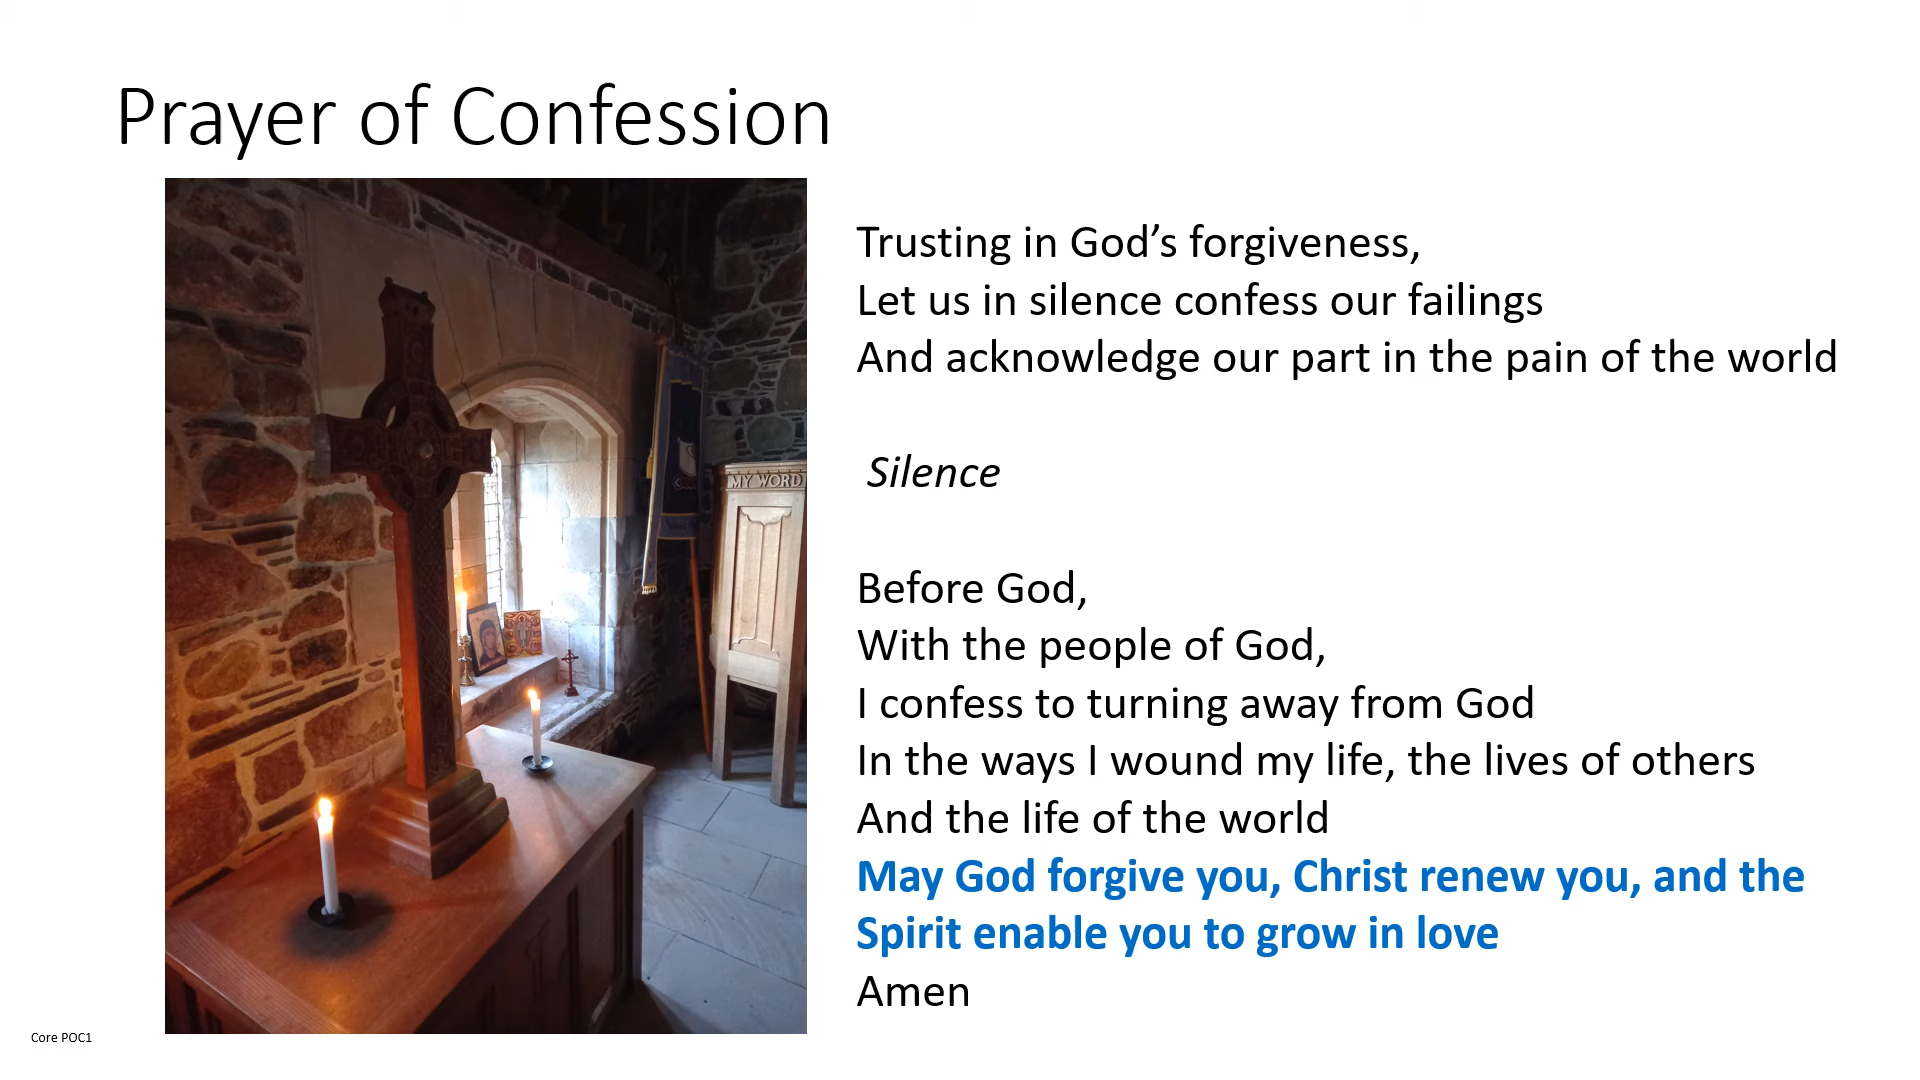 Prayer of Confession
Trusting in God’s forgiveness,
Let us in silence confess our failings
And acknowledge our part in the pain of the world
Silence
Before God,
With the people of God,
I confess to turning away from God
In the ways I wound my life, the lives of others
And the life of the world
May God forgive you, Christ renew you, and the
Spirit enable you to grow in love
Amen
MY WORD
Core POC1